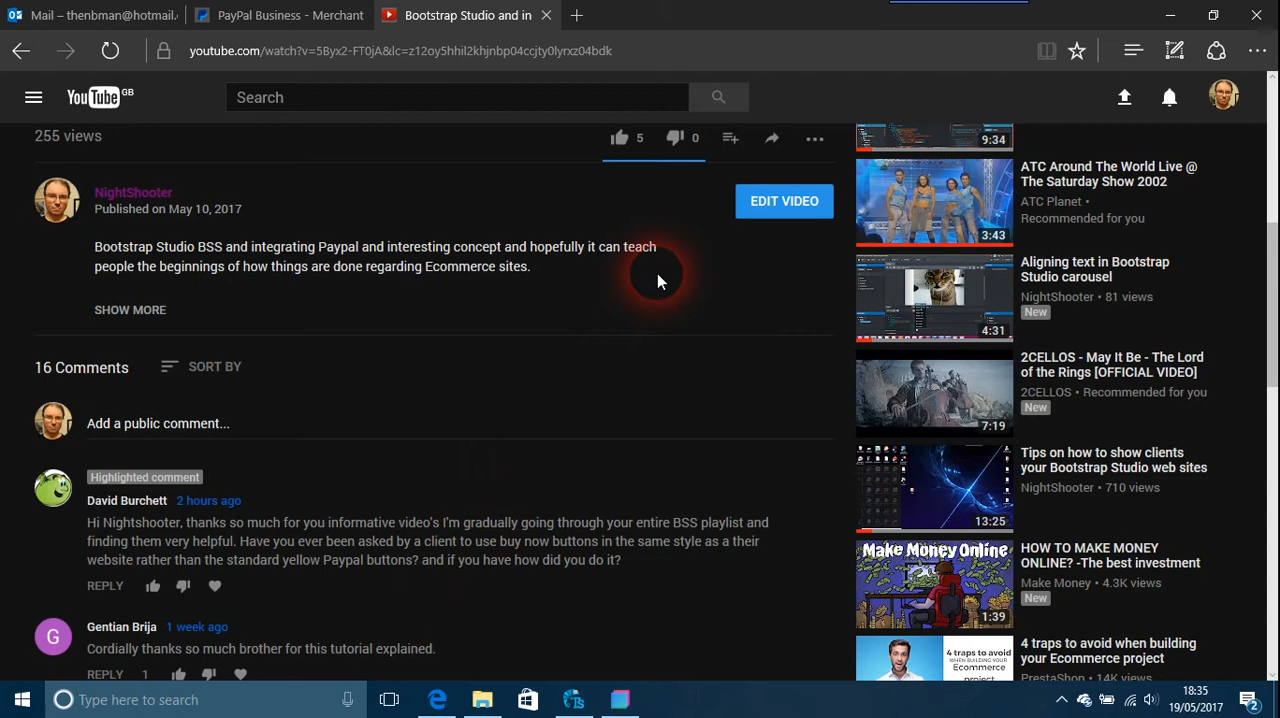 Mail – thenbman@hotmail.
PayPal Business - Merchant
Bootstrap Studio and in
youtube.com/watch?v=5Byx2-FT0jA&lc=z12oy5hhil2khjnbp04ccjty0lyrxz04bdk
YouTube GB
Search
255 views
5
0
NightShooter
Published on May 10, 2017
EDIT VIDEO
Bootstrap Studio BSS and integrating Paypal and interesting concept and hopefully it can teach
people the beginnings of how things are done regarding Ecommerce sites.
SHOW MORE
16 Comments
SORT BY
Add a public comment...
Highlighted comment
David Burchett 2 hours ago
Hi Nightshooter, thanks so much for you informative video's I'm gradually going through your entire BSS playlist and
finding them very helpful. Have you ever been asked by a client to use buy now buttons in the same style as a their
website rather than the standard yellow Paypal buttons? and if you have how did you do it?
REPLY
G
Gentian Brija 1 week ago
Cordially thanks so much brother for this tutorial explained.
REPLY 1
9:34
3:43
ATC Around The World Live @
The Saturday Show 2002
ATC Planet •
Recommended for you
4:31
Aligning text in Bootstrap
Studio carousel
NightShooter • 81 views
New
7:19
2CELLOS - May It Be - The Lord
of the Rings [OFFICIAL VIDEO]
2CELLOS • Recommended for you
New
13:25
Tips on how to show clients
your Bootstrap Studio web sites
NightShooter • 710 views
Make Money Online
1:39
HOW TO MAKE MONEY
ONLINE? -The best investment
Make Money • 4.3K views
New
4 traps to avoid
WHEN BUILDING YOUR
Ecommerce
project
4 traps to avoid when building
your Ecommerce project
PrestaShop • 14K views
Type here to search
18:35
19/05/2017
2